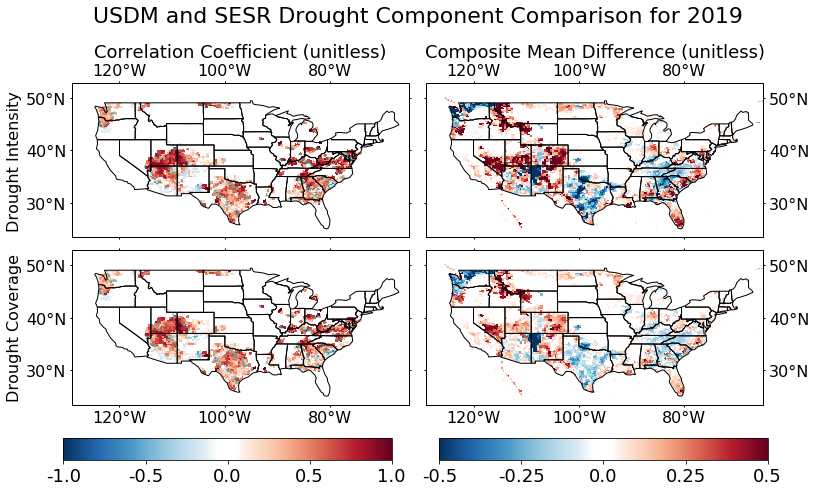 USDM and SESR Drought Component Comparison for 2019
Correlation Coefficient (unitless)
Composite Mean Difference (unitless)
120°W 100°W 80°W
120°W 100°W 80°W
Drought Intensity
50°N
40°N
30°N
50°N
40°N
30°N
Drought Coverage
50°N
40°N
30°N
50°N
40°N
30°N
120°W 100°W 80°W
120°W 100°W 80°W
-1.0 -0.5 0.0 0.5 1.0
-0.5 -0.25 0.0 0.25 0.5